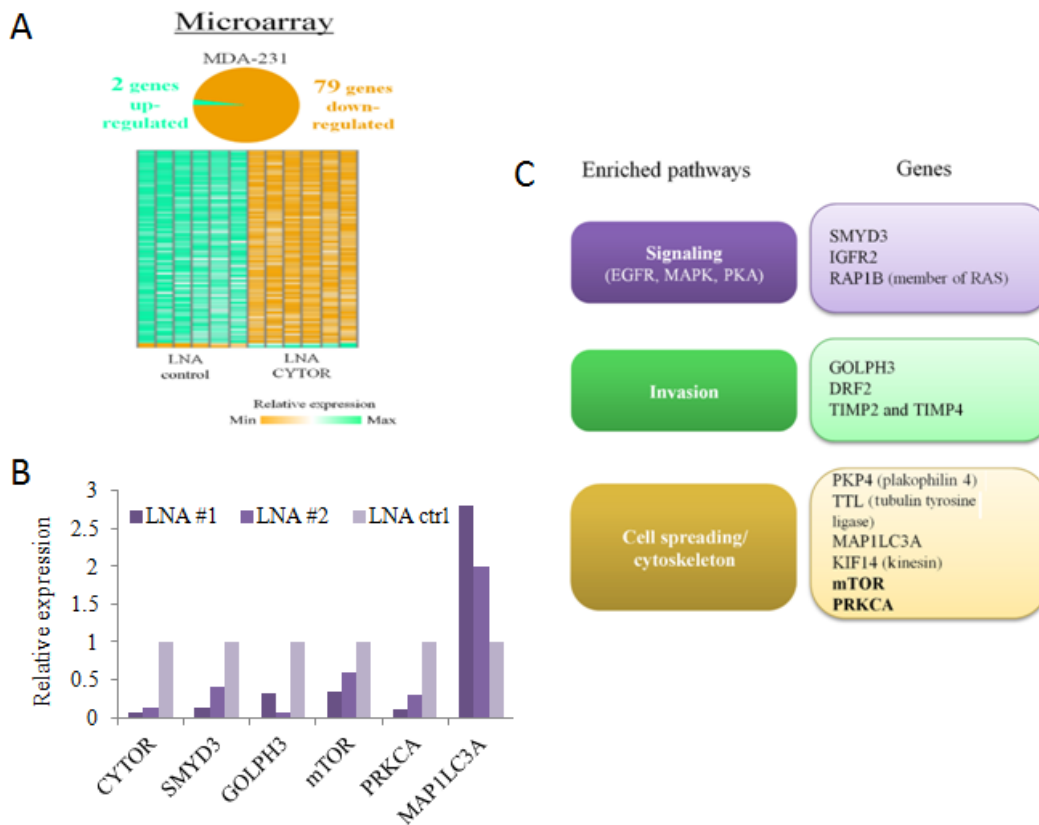 A
Microarray
MDA-231
2 genes
up-
regulated
79 genes
down-
regulated
LNA
control
LNA
CYTOR
Relative expression
Min
Max
B
Relative expression
3
2.5
2
1.5
1
0.5
0
LNA #1
LNA #2
LNA ctrl
CYTOR
SMYD3
GOLPH3
mTOR
PRKCA
MAP1LC3A
C
Enriched pathways
Genes
Signaling
(EGFR, MAPK, PKA)
SMYD3
IGFR2
RAP1B (member of RAS)
Invasion
GOLPH3
DRF2
TIMP2 and TIMP4
Cell spreading/
cytoskeleton
PKP4 (plakophilin 4)
TTL (tubulin tyrosine
ligase)
MAP1LC3A
KIF14 (kinesin)
mTOR
PRKCA